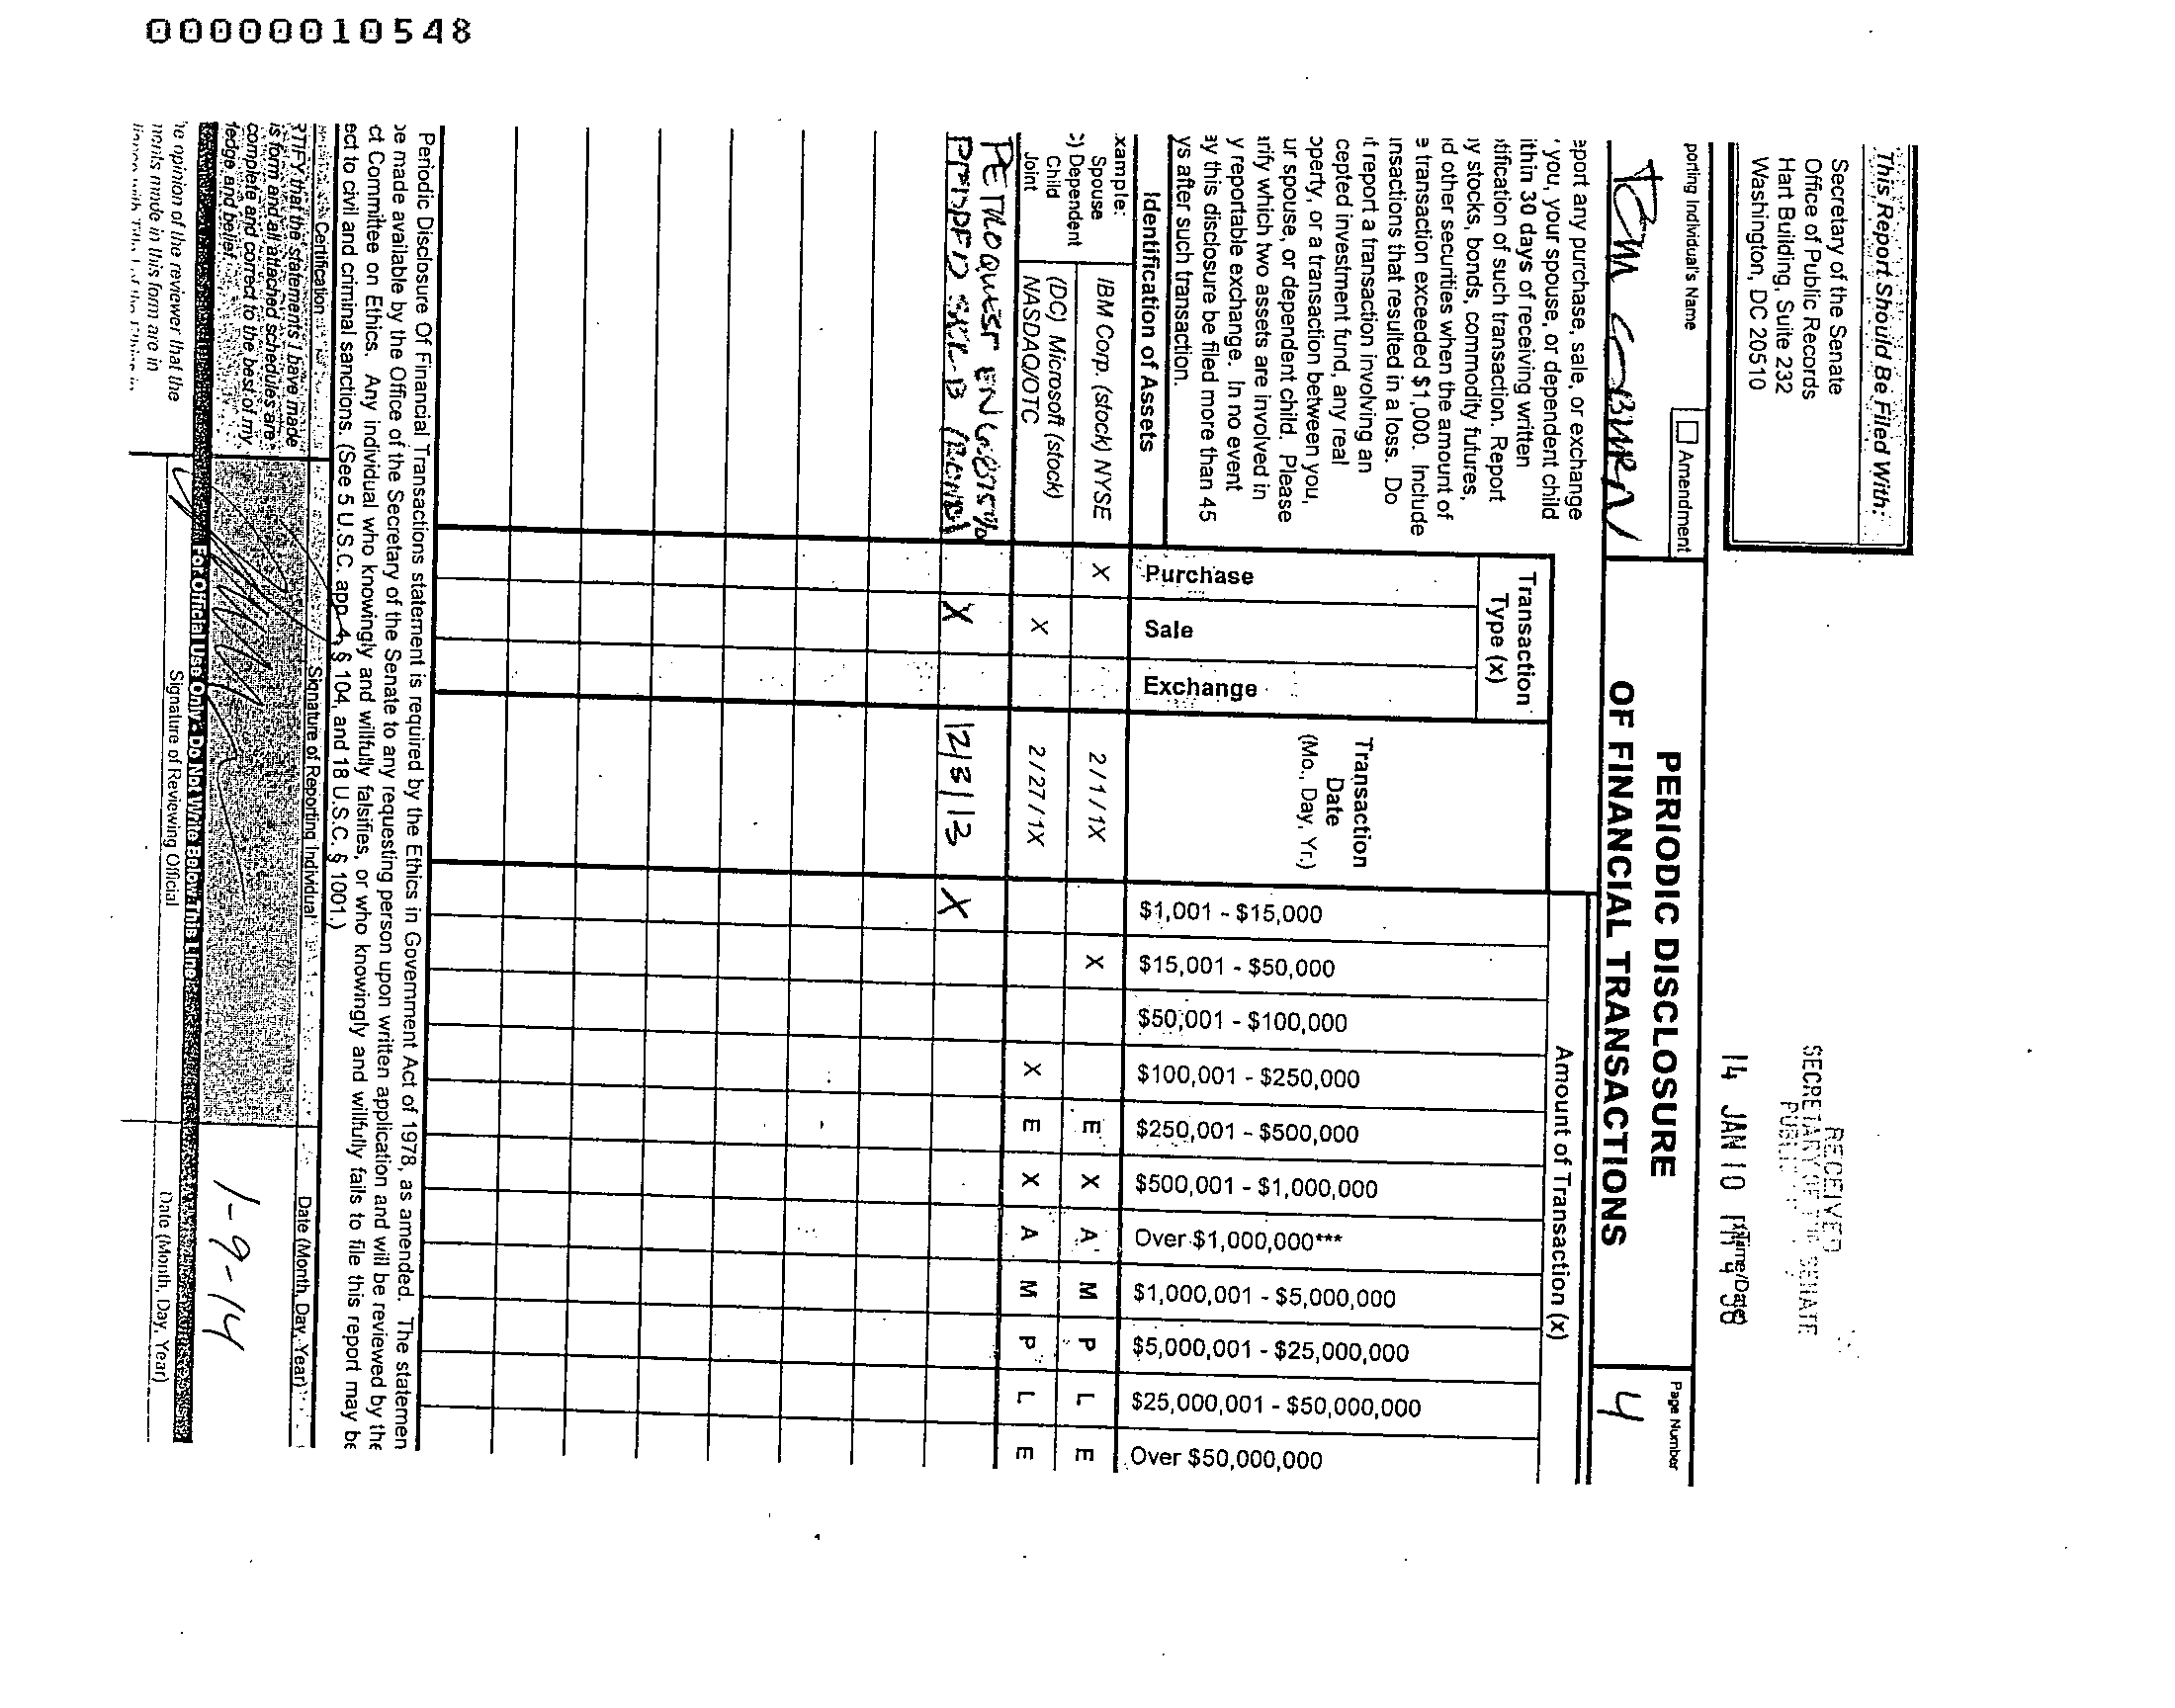 00000010548
This Report Should Be Filed With:
Secretary of the Senate
Office of Public Records
Hart Building, Suite 232
Washington, DC 20510
RECEIVED
SECRETARY OF THE SENATE
14 JAN 10
Time/Date
porting Individual's Name
Amendment
Tom Coburn
PERIODIC DISCLOSURE
OF FINANCIAL TRANSACTIONS
Page Number
4
eport any purchase, sale, or exchange
you, your spouse, or dependent child
ithin 30 days of receiving written
tification of such transaction. Report
ny stocks, bonds, commodity futures,
nd other securities when the amount of
e transaction exceeded $1,000. Include
ansactions that resulted in a loss. Do
t report a transaction involving an
cepted investment fund, any real
operty, or a transaction between you,
ur spouse, or dependent child. Please
arify which two assets are involved in
y reportable exchange. In no event
ay this disclosure be filed more than 45
ys after such transaction.
Identification of Assets
Transaction
Type (x)
Purchase
Sale
Exchange
Transaction
Date
(Mo., Day, Yr.)
Amount of Transaction (x)
$1,001 - $15,000
$15,001 - $50,000
$50,001 - $100,000
$100,001 - $250,000
$250,001 - $500,000
$500,001 - $1,000,000
Over $1,000,000***
$1,000,001 - $5,000,000
$5,000,001 - $25,000,000
$25,000,001 - $50,000,000
Over $50,000,000
xample:
Spouse
c) Dependent
Child
Joint
IBM Corp. (stock) NYSE X 2/1/1X X E X A M P L E
(DC) Microsoft (stock)
NASDAQ/OTC X 2/27/1X X E X A M P L E
PETROQUEST EN 6.875%
PFD B X 12/3/13 X
Periodic Disclosure Of Financial Transactions statement is required by the Ethics in Government Act of 1978, as amended. The statemen
be made available by the Office of the Secretary of the Senate to any requesting person upon written application and will be reviewed by the
ct Committee on Ethics. Any individual who knowingly and willfully falsifies, or who knowingly and willfully fails to file this report may be
ect to civil and criminal sanctions. (See 5 U.S.C. app. 4, § 104, and 18 U.S.C. § 1001.)
Certification
Signature of Reporting Individual
Date (Month, Day, Year)
RTIFY that the statements I have made
is form and all attached schedules are
complete and correct to the best of my
ledge and belief.
1-9-14
For Official Use Only - Do Not Write Below This Line
he opinion of the reviewer that the
ments made in this form are in
Signature of Reviewing Official
Date (Month, Day, Year)